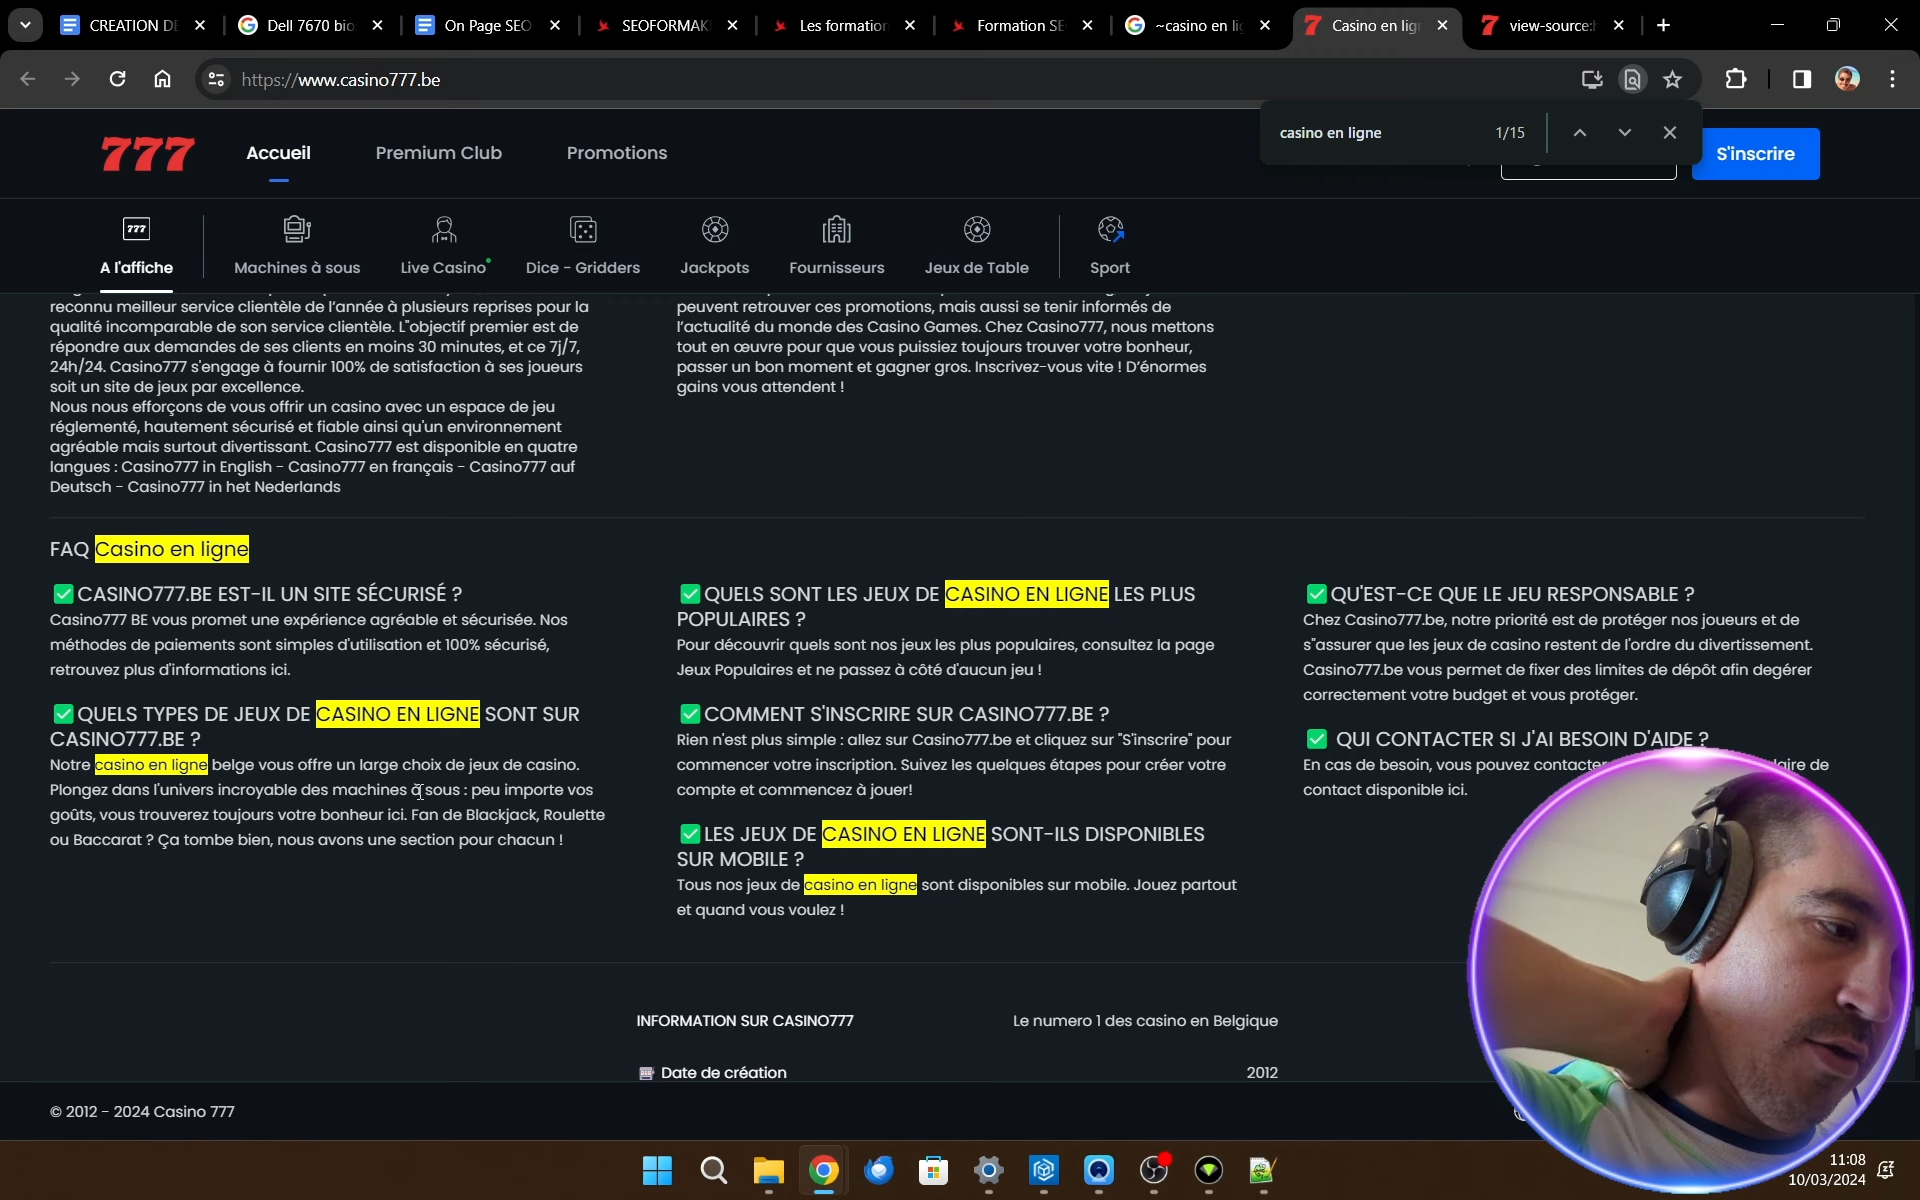 CREATION DE
Dell 7670 bio
On Page SEO
SEOFORMAK
Les formation
Formation SE
~casino en lig
Casino en lig
view-source:h
https://www.casino777.be
casino en ligne
1/15
777
Accueil
Premium Club
Promotions
S'inscrire
777
A l'affiche
Machines à sous
Live Casino
Dice - Gridders
Jackpots
Fournisseurs
Jeux de Table
Sport
reconnu meilleur service clientèle de l'année à plusieurs reprises pour la
qualité incomparable de son service clientèle. L"objectif premier est de
répondre aux demandes de ses clients en moins 30 minutes, et ce 7j/7,
24h/24. Casino777 s'engage à fournir 100% de satisfaction à ses joueurs
soit un site de jeux par excellence.
Nous nous efforçons de vous offrir un casino avec un espace de jeu
réglementé, hautement sécurisé et fiable ainsi qu'un environnement
agréable mais surtout divertissant. Casino777 est disponible en quatre
langues : Casino777 in English - Casino777 en français - Casino777 auf
Deutsch - Casino777 in het Nederlands
peuvent retrouver ces promotions, mais aussi se tenir informés de
l'actualité du monde des Casino Games. Chez Casino777, nous mettons
tout en œuvre pour que vous puissiez toujours trouver votre bonheur,
passer un bon moment et gagner gros. Inscrivez-vous vite ! D'énormes
gains vous attendent !
FAQ Casino en ligne
✅CASINO777.BE EST-IL UN SITE SÉCURISÉ ?
Casino777 BE vous promet une expérience agréable et sécurisée. Nos
méthodes de paiements sont simples d'utilisation et 100% sécurisé,
retrouvez plus d'informations ici.
✅QUELS TYPES DE JEUX DE CASINO EN LIGNE SONT SUR
CASINO777.BE ?
Notre casino en ligne belge vous offre un large choix de jeux de casino.
Plongez dans l'univers incroyable des machines à sous : peu importe vos
goûts, vous trouverez toujours votre bonheur ici. Fan de Blackjack, Roulette
ou Baccarat ? Ça tombe bien, nous avons une section pour chacun !
✅QUELS SONT LES JEUX DE CASINO EN LIGNE LES PLUS
POPULAIRES ?
Pour découvrir quels sont nos jeux les plus populaires, consultez la page
Jeux Populaires et ne passez à côté d'aucun jeu !
✅COMMENT S'INSCRIRE SUR CASINO777.BE ?
Rien n'est plus simple : allez sur Casino777.be et cliquez sur "S'inscrire" pour
commencer votre inscription. Suivez les quelques étapes pour créer votre
compte et commencez à jouer!
✅LES JEUX DE CASINO EN LIGNE SONT-ILS DISPONIBLES
SUR MOBILE ?
Tous nos jeux de casino en ligne sont disponibles sur mobile. Jouez partout
et quand vous voulez !
✅QU'EST-CE QUE LE JEU RESPONSABLE ?
Chez Casino777.be, notre priorité est de protéger nos joueurs et de
s"assurer que les jeux de casino restent de l'ordre du divertissement.
Casino777.be vous permet de fixer des limites de dépôt afin degérer
correctement votre budget et vous protéger.
✅ QUI CONTACTER SI J'AI BESOIN D'AIDE ?
En cas de besoin, vous pouvez contacter laire de
contact disponible ici.
INFORMATION SUR CASINO777
Le numero 1 des casino en Belgique
Date de création
2012
© 2012 - 2024 Casino 777
11:08
10/03/2024